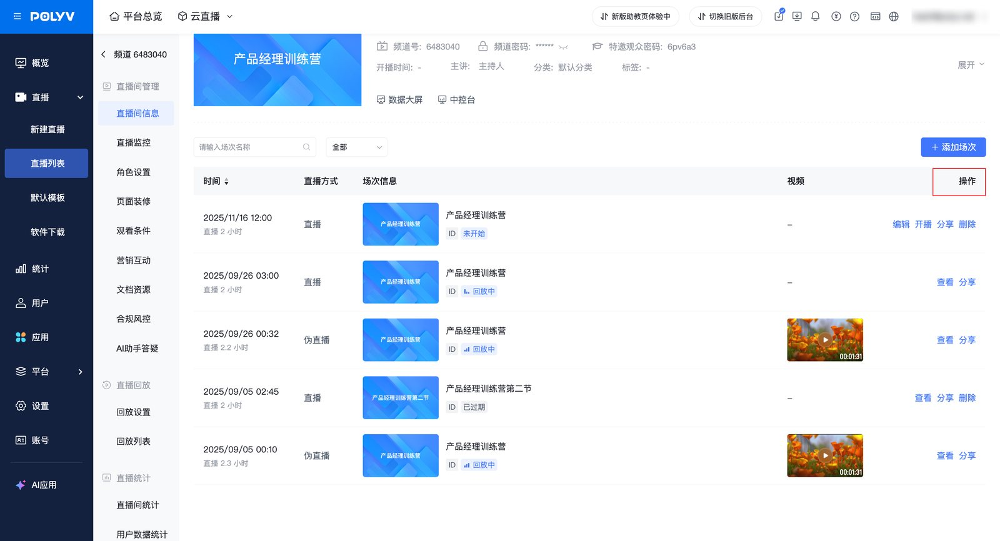 POLYV
平台总览
云直播
新版助教页体验中
切换旧版后台
概览
直播
新建直播
直播列表
默认模板
软件下载
统计
用户
应用
平台
设置
账号
AI应用
频道 6483040
直播间管理
直播间信息
直播监控
角色设置
页面装修
观看条件
营销互动
文档资源
合规风控
AI助手答疑
直播回放
回放设置
回放列表
直播统计
直播间统计
用户数据统计
产品经理训练营
频道号: 6483040 频道密码: ****** 特邀观众密码: 6pv6a3
开播时间: - 主讲: 主持人 分类: 默认分类 标签: -
展开
数据大屏 中控台
请输入场次名称 全部 + 添加场次
时间 直播方式 场次信息 视频 操作
2025/11/16 12:00
直播 2 小时
直播
产品经理训练营
产品经理训练营
ID 未开始
–
编辑 开播 分享 删除
2025/09/26 03:00
直播 2 小时
直播
产品经理训练营
产品经理训练营
ID 回放中
–
查看 分享
2025/09/26 00:32
直播 2.2 小时
伪直播
产品经理训练营
产品经理训练营
ID 回放中
00:01:31
查看 分享
2025/09/05 02:45
直播 2 小时
直播
产品经理训练营第二节
产品经理训练营第二节
ID 已过期
–
查看 分享 删除
2025/09/05 00:10
直播 2.3 小时
伪直播
产品经理训练营
产品经理训练营
ID 回放中
00:01:31
查看 分享